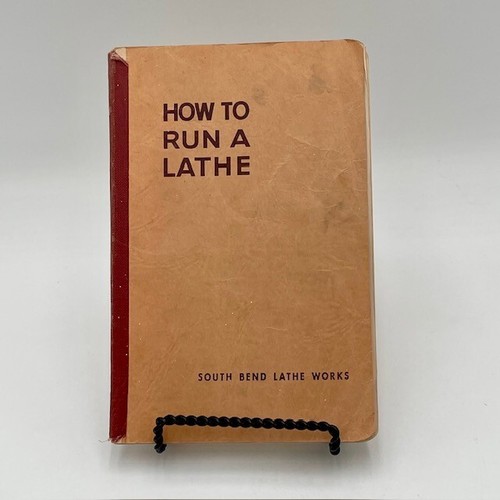 HOW TO
RUN A
LATHE
SOUTH BEND LATHE WORKS